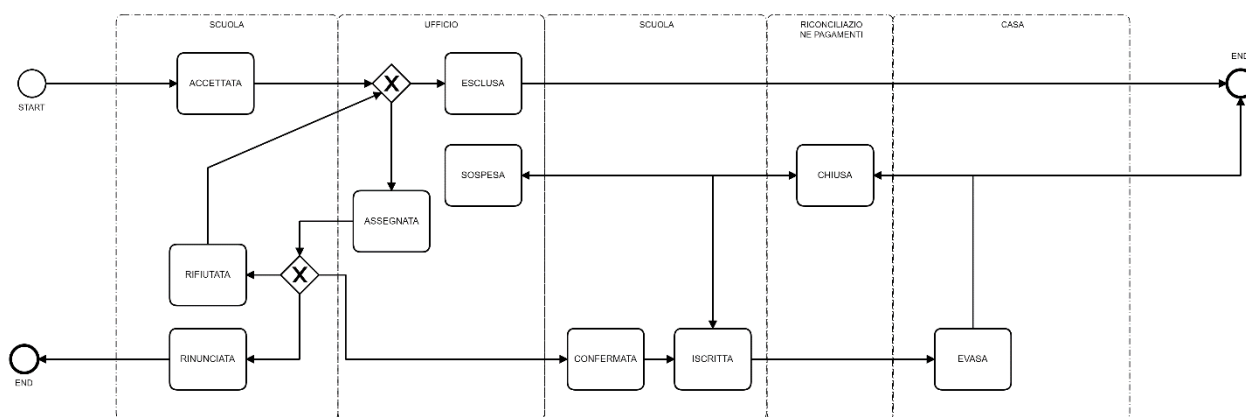 SCUOLA
UFFICIO
SCUOLA
RICONCILIAZIO
NE PAGAMENTI
CASA
END
START
ACCETTATA
X
ESCLUSA
SOSPESA
CHIUSA
ASSEGNATA
RIFIUTATA
X
RINUNCIATA
CONFERMATA
ISCRITTA
EVASA
END